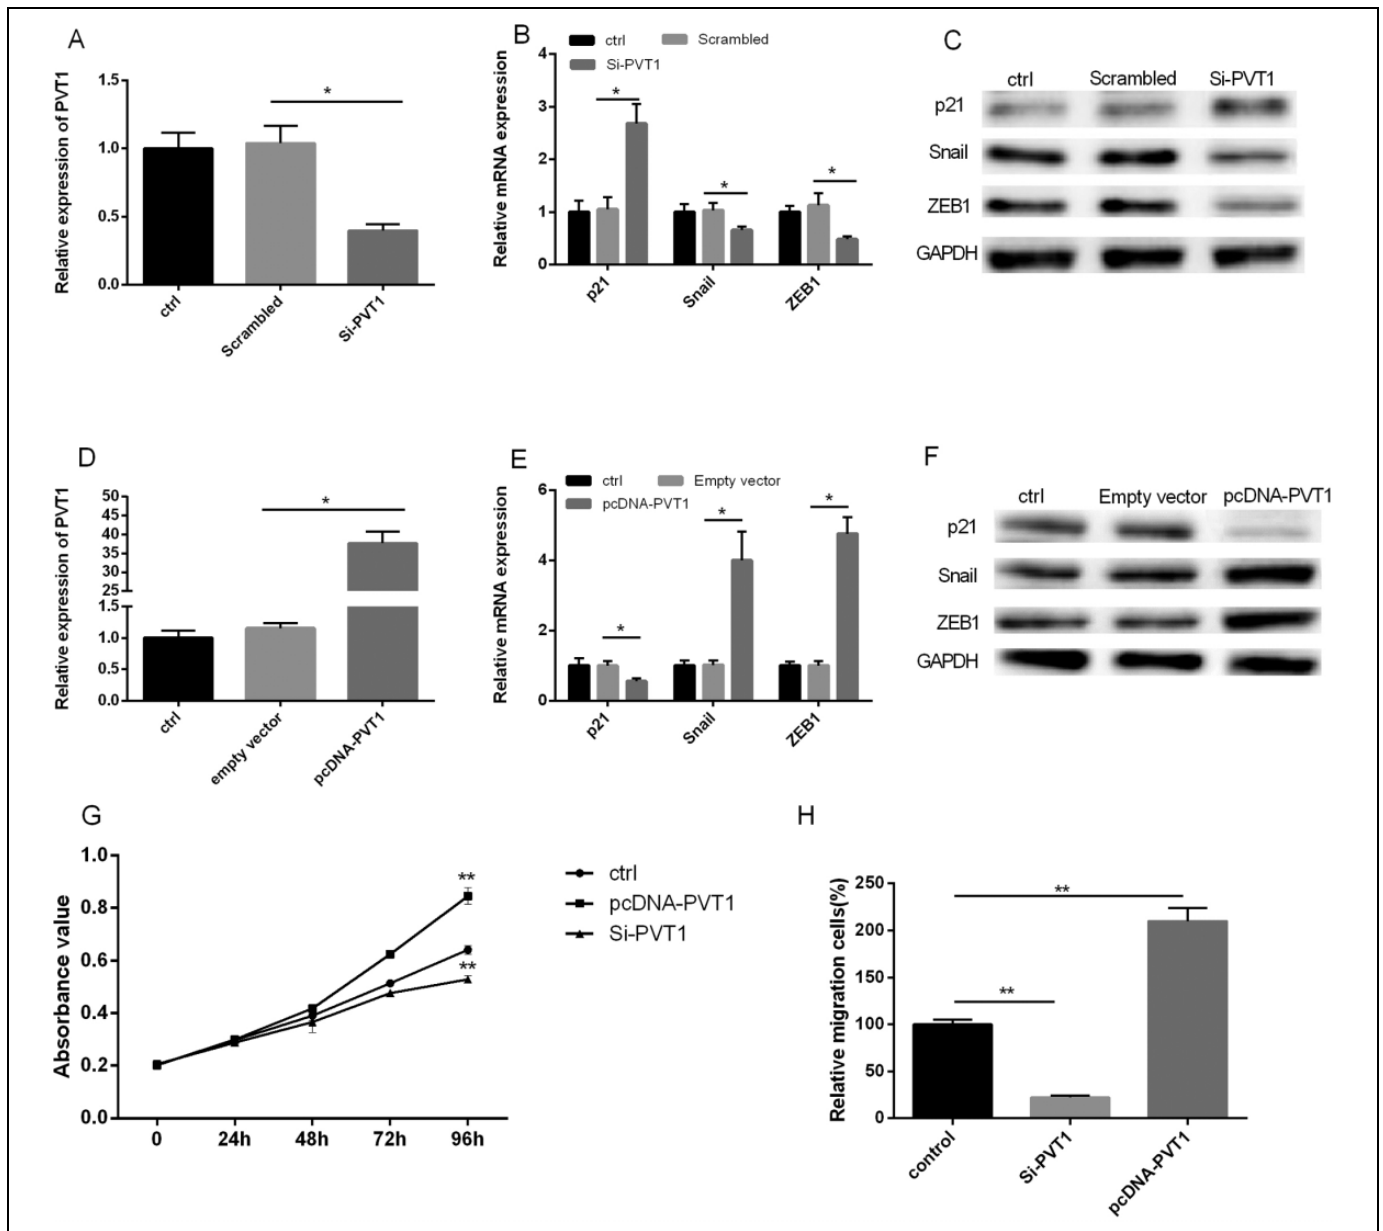 A
Relative expression of PVT1
1.5
1.0
0.5
0.0
*
ctrl
Scrambled
Si-PVT1
B
ctrl
Scrambled
Si-PVT1
Relative mRNA expression
4
3
2
1
0
*
*
*
p21
Snail
ZEB1
C
ctrl
Scrambled
Si-PVT1
p21
Snail
ZEB1
GAPDH
D
Relative expression of PVT1
50
45
40
35
30
25
1.5
1.0
0.5
0.0
*
ctrl
empty vector
pcDNA-PVT1
E
ctrl
Empty vector
pcDNA-PVT1
Relative mRNA expression
6
4
2
0
*
*
*
p21
Snail
ZEB1
F
ctrl
Empty vector
pcDNA-PVT1
p21
Snail
ZEB1
GAPDH
G
Absorbance value
1.0
0.8
0.6
0.4
0.2
0.0
**
**
0
24h
48h
72h
96h
ctrl
pcDNA-PVT1
Si-PVT1
H
Relative migration cells(%)
250
200
150
100
50
0
**
**
control
Si-PVT1
pcDNA-PVT1